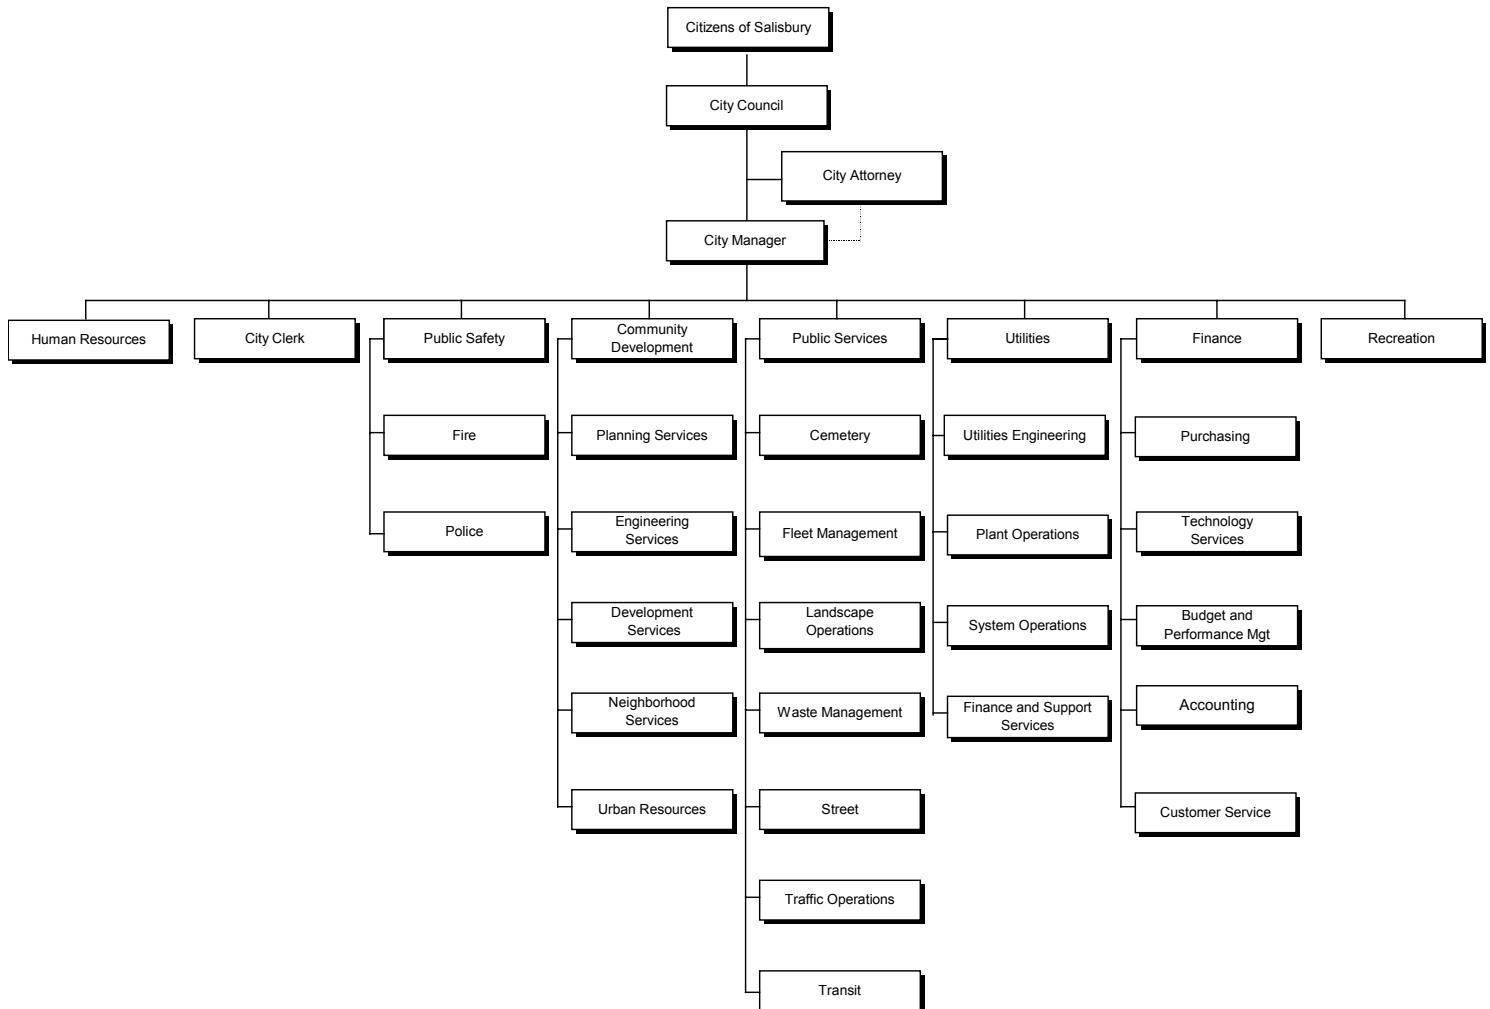 Citizens of Salisbury
City Council
City Attorney
City Manager
Human Resources
City Clerk
Public Safety
Community
Development
Public Services
Utilities
Finance
Recreation
Fire
Planning Services
Cemetery
Utilities Engineering
Purchasing
Police
Engineering
Services
Fleet Management
Plant Operations
Technology
Services
Development
Services
Landscape
Operations
System Operations
Budget and
Performance Mgt
Neighborhood
Services
Waste Management
Finance and Support
Services
Accounting
Urban Resources
Street
Customer Service
Traffic Operations
Transit